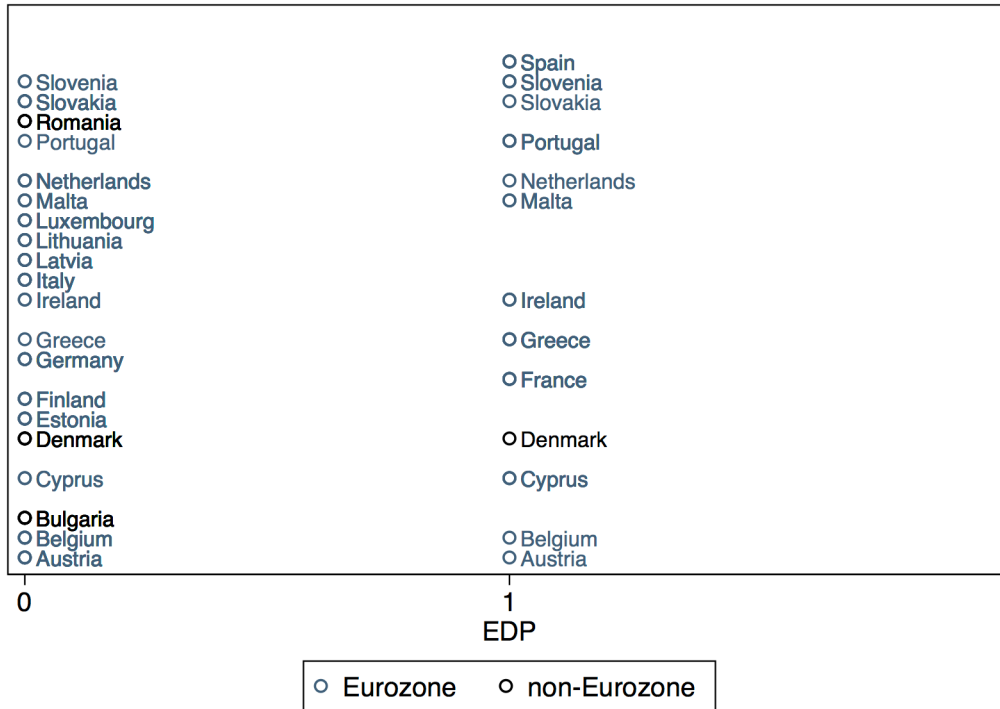 Spain
Slovenia Slovenia
Slovakia Slovakia
Romania
Portugal Portugal
Netherlands Netherlands
Malta Malta
Luxembourg
Lithuania
Latvia
Italy
Ireland Ireland
Greece Greece
Germany
France
Finland
Estonia
Denmark Denmark
Cyprus Cyprus
Bulgaria
Belgium Belgium
Austria Austria
0 1
EDP
Eurozone non-Eurozone